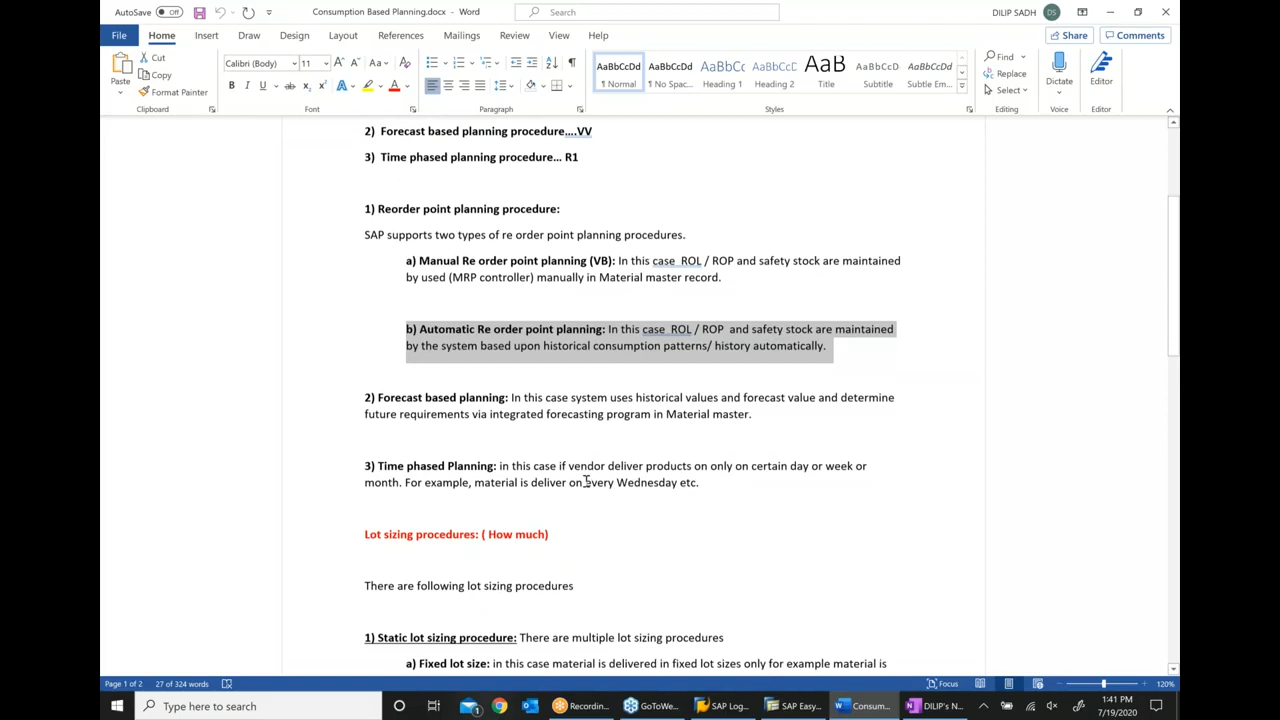 AutoSave Off
Consumption Based Planning.docx - Word
Search
DILIP SADH
DS
File Home Insert Draw Design Layout References Mailings Review View Help
Share Comments
Paste
Cut
Copy
Format Painter
Clipboard
Calibri (Body) 11
Font
Paragraph
AaBbCcDd AaBbCcDd AaBbCc AaBbCcD AaB AaBbCcD AaBbCcDd
¶ Normal ¶ No Spac... Heading 1 Heading 2 Title Subtitle Subtle Em...
Styles
Find
Replace
Select
Editing
Dictate
Voice
Editor
Editor
2) Forecast based planning procedure….VV
3) Time phased planning procedure… R1
1) Reorder point planning procedure:
SAP supports two types of re order point planning procedures.
a) Manual Re order point planning (VB): In this case ROL / ROP and safety stock are maintained
by used (MRP controller) manually in Material master record.
b) Automatic Re order point planning: In this case ROL / ROP and safety stock are maintained
by the system based upon historical consumption patterns/ history automatically.
2) Forecast based planning: In this case system uses historical values and forecast value and determine
future requirements via integrated forecasting program in Material master.
3) Time phased Planning: in this case if vendor deliver products on only on certain day or week or
month. For example, material is deliver on every Wednesday etc.
Lot sizing procedures: ( How much)
There are following lot sizing procedures
1) Static lot sizing procedure: There are multiple lot sizing procedures
a) Fixed lot size: in this case material is delivered in fixed lot sizes only for example material is
Page 1 of 2 27 of 324 words
Focus
120%
Type here to search
Recordin...
GoToWe...
SAP Log...
SAP Easy...
Consum...
DILIP's N...
1:41 PM
7/19/2020